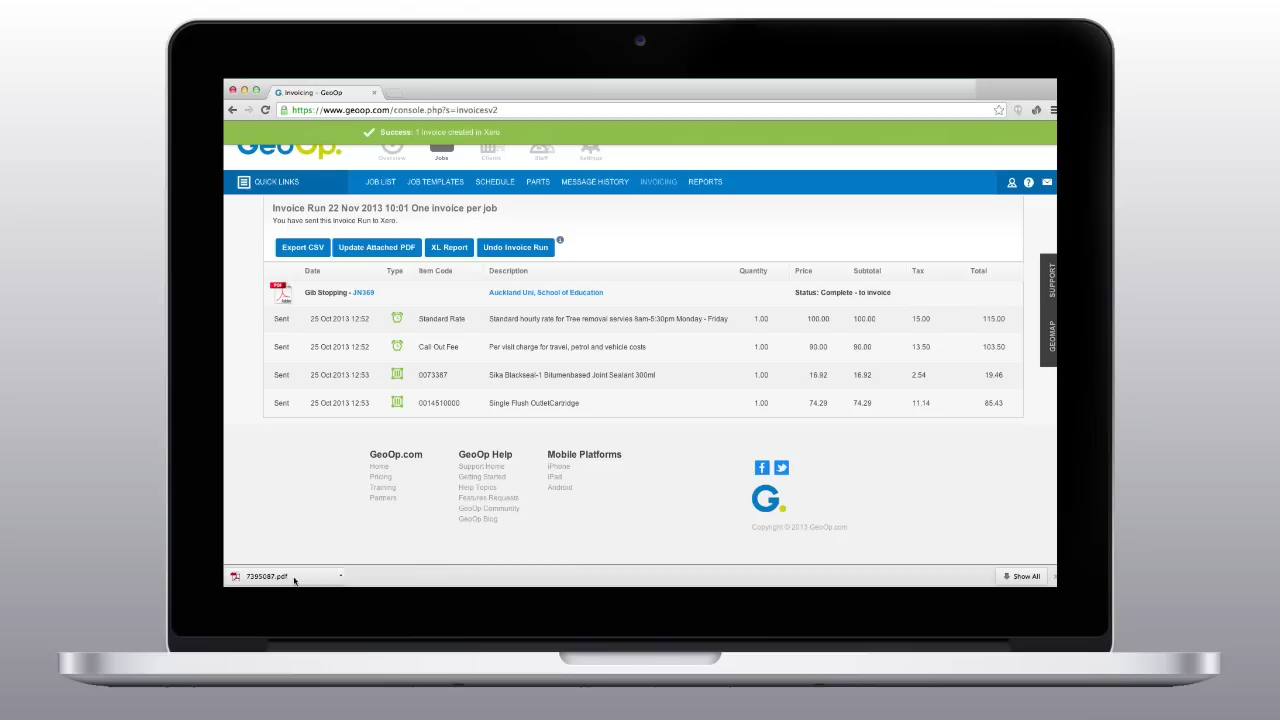 Invoicing – GeoOp
https://www.geoop.com/console.php?s=invoicesv2
Success: 1 invoice created in Xero
GeoOp.
Overview Jobs Clients Staff Settings
QUICK LINKS JOB LIST JOB TEMPLATES SCHEDULE PARTS MESSAGE HISTORY INVOICING REPORTS
Invoice Run 22 Nov 2013 10:01 One invoice per job
You have sent this Invoice Run to Xero.
Export CSV Update Attached PDF XL Report Undo Invoice Run
Date Type Item Code Description Quantity Price Subtotal Tax Total
PDF Gib Stopping - JN369 Auckland Uni, School of Education Status: Complete - to invoice
Sent 25 Oct 2013 12:52 Standard Rate Standard hourly rate for Tree removal servies 8am-5:30pm Monday - Friday 1.00 100.00 100.00 15.00 115.00
Sent 25 Oct 2013 12:52 Call Out Fee Per visit charge for travel, petrol and vehicle costs 1.00 90.00 90.00 13.50 103.50
Sent 25 Oct 2013 12:53 0073387 Sika Blackseal-1 Bitumenbased Joint Sealant 300ml 1.00 16.92 16.92 2.54 19.46
Sent 25 Oct 2013 12:53 0014510000 Single Flush OutletCartridge 1.00 74.29 74.29 11.14 85.43
SUPPORT
GEOMAP
GeoOp.com
Home
Pricing
Training
Partners
GeoOp Help
Support Home
Getting Started
Help Topics
Features Requests
GeoOp Community
GeoOp Blog
Mobile Platforms
iPhone
iPad
Android
G.
Copyright © 2013 GeoOp.com
7395087.pdf
Show All